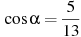 cos α = 5/13